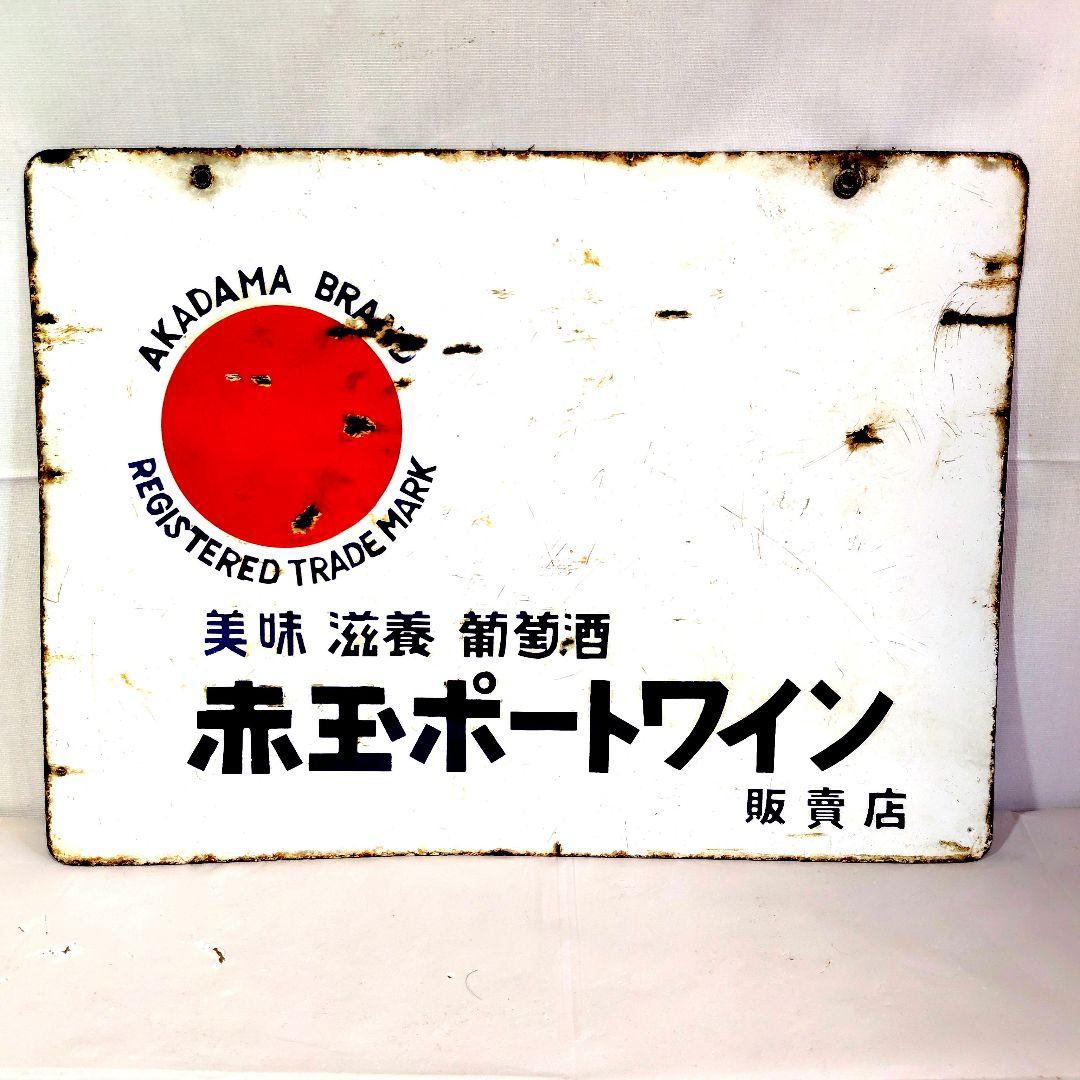 AKADAMA BRAND
REGISTERED TRADE MARK
美味 滋養 葡萄酒
赤玉ポートワイン
販賣店